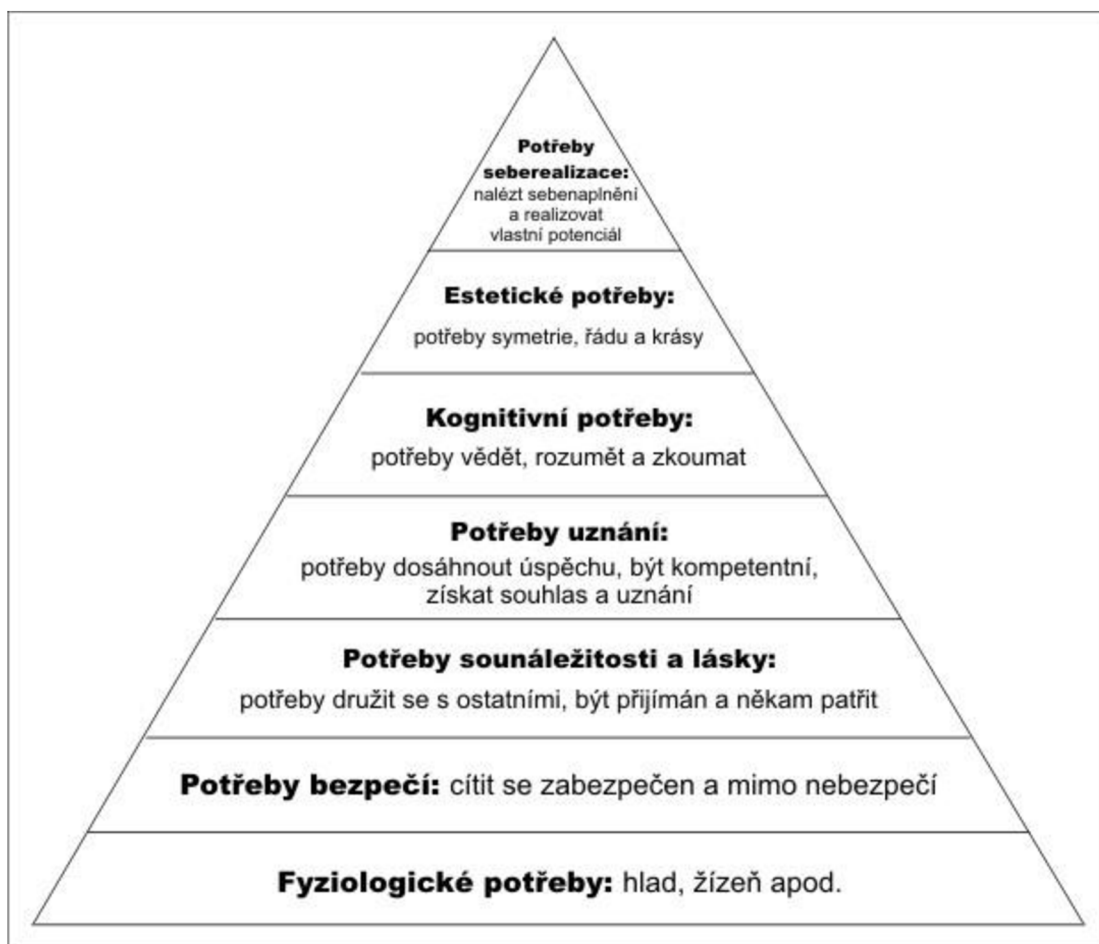 Potřeby
seberealizace:
nalézt sebenaplnění
a realizovat
vlastní potenciál
Estetické potřeby:
potřeby symetrie, řádu a krásy
Kognitivní potřeby:
potřeby vědět, rozumět a zkoumat
Potřeby uznání:
potřeby dosáhnout úspěchu, být kompetentní,
získat souhlas a uznání
Potřeby sounáležitosti a lásky:
potřeby družit se s ostatními, být přijímán a někam patřit
Potřeby bezpečí: cítit se zabezpečen a mimo nebezpečí
Fyziologické potřeby: hlad, žízeň apod.